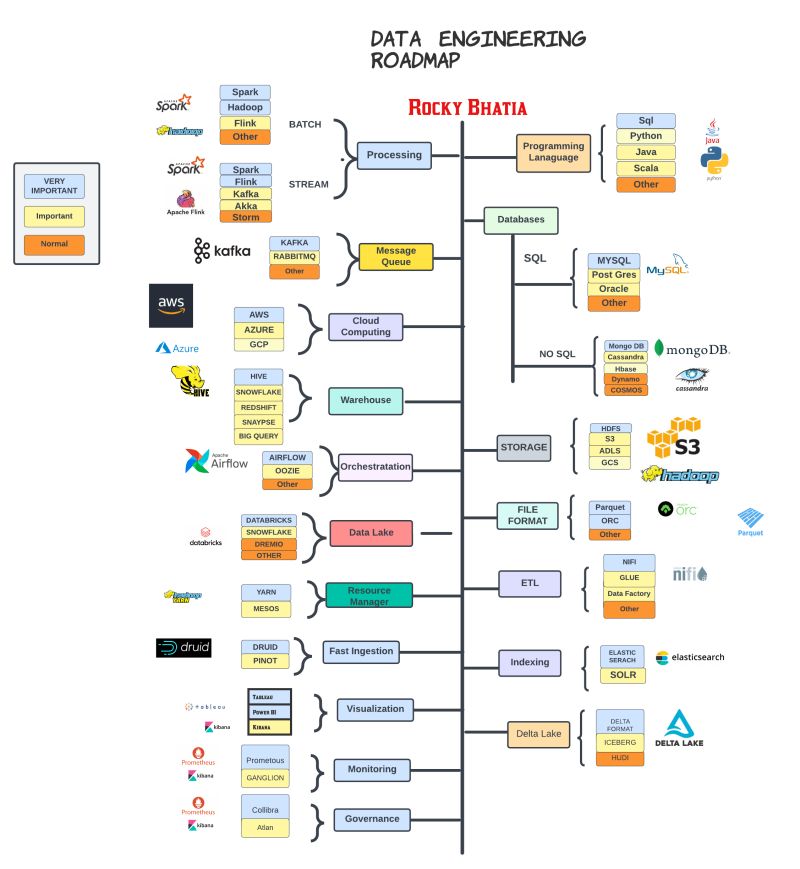 DATA ENGINEERING
ROADMAP
ROCKY BHATIA
VERY
IMPORTANT
Important
Normal
APACHE
Spark
hadoop
Spark
Hadoop
Flink
Other
BATCH
Processing
APACHE
Spark
Apache Flink
Spark
Flink
Kafka
Akka
Storm
STREAM
kafka
KAFKA
RABBITMQ
Other
Message
Queue
aws
Azure
AWS
AZURE
GCP
Cloud
Computing
HIVE
HIVE
SNOWFLAKE
REDSHIFT
SNAYPSE
BIG QUERY
Warehouse
Apache
Airflow
AIRFLOW
OOZIE
Other
Orchestratation
databricks
DATABRICKS
SNOWFLAKE
DREMIO
OTHER
Data Lake
hadoop
YARN
YARN
MESOS
Resource
Manager
druid
DRUID
PINOT
Fast Ingestion
tableau
kibana
TABLEAU
POWER BI
KIBANA
Visualization
Prometheus
kibana
Prometous
GANGLION
Monitoring
Prometheus
kibana
Collibra
Atlan
Governance
Programming
Lanaguage
Sql
Python
Java
Scala
Other
java
python
Databases
SQL
MYSQL
Post Gres
Oracle
Other
MySQL
NO SQL
Mongo DB
Cassandra
Hbase
Dynamo
COSMOS
mongoDB.
cassandra
STORAGE
HDFS
S3
ADLS
GCS
S3
hadoop
FILE
FORMAT
Parquet
ORC
Other
orc
Parquet
ETL
NIFI
GLUE
Data Factory
Other
nifi
Indexing
ELASTIC
SERACH
SOLR
elasticsearch
Delta Lake
DELTA
FORMAT
ICEBERG
HUDI
DELTA LAKE